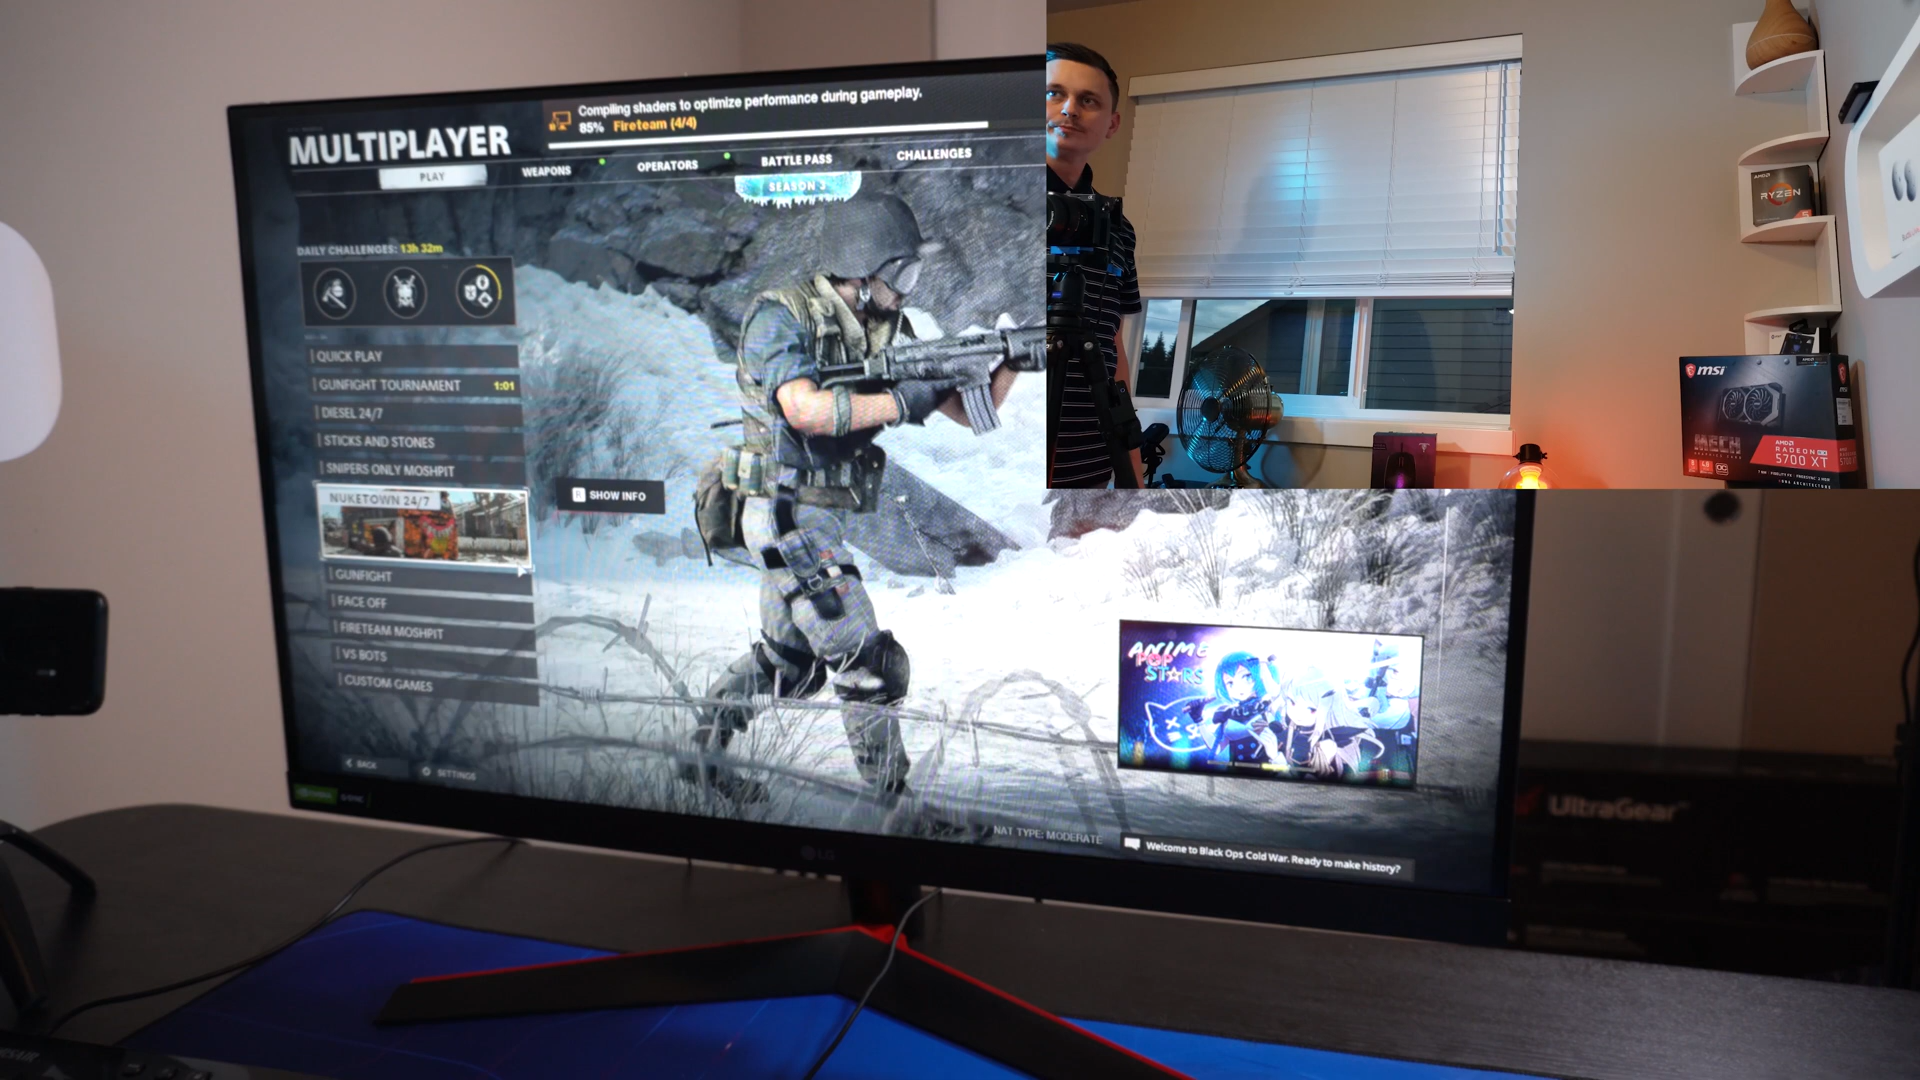 Compiling shaders to optimize performance during gameplay.
85% Fireteam (4/4)
MULTIPLAYER
PLAY
WEAPONS
OPERATORS
BATTLE PASS
CHALLENGES
SEASON 3
DAILY CHALLENGES: 13h 32m
QUICK PLAY
GUNFIGHT TOURNAMENT 1:01
DIESEL 24/7
STICKS AND STONES
SNIPERS ONLY MOSHPIT
NUKETOWN 24/7
SHOW INFO
GUNFIGHT
FACE OFF
FIRETEAM MOSHPIT
VS BOTS
CUSTOM GAMES
BACK
SETTINGS
ANIME
POP
STARS
NAT TYPE: MODERATE
Welcome to Black Ops Cold War. Ready to make history?
LG
UltraGear
AMD
RYZEN
5
msi
MECH
AMD
RADEON RX
5700 XT